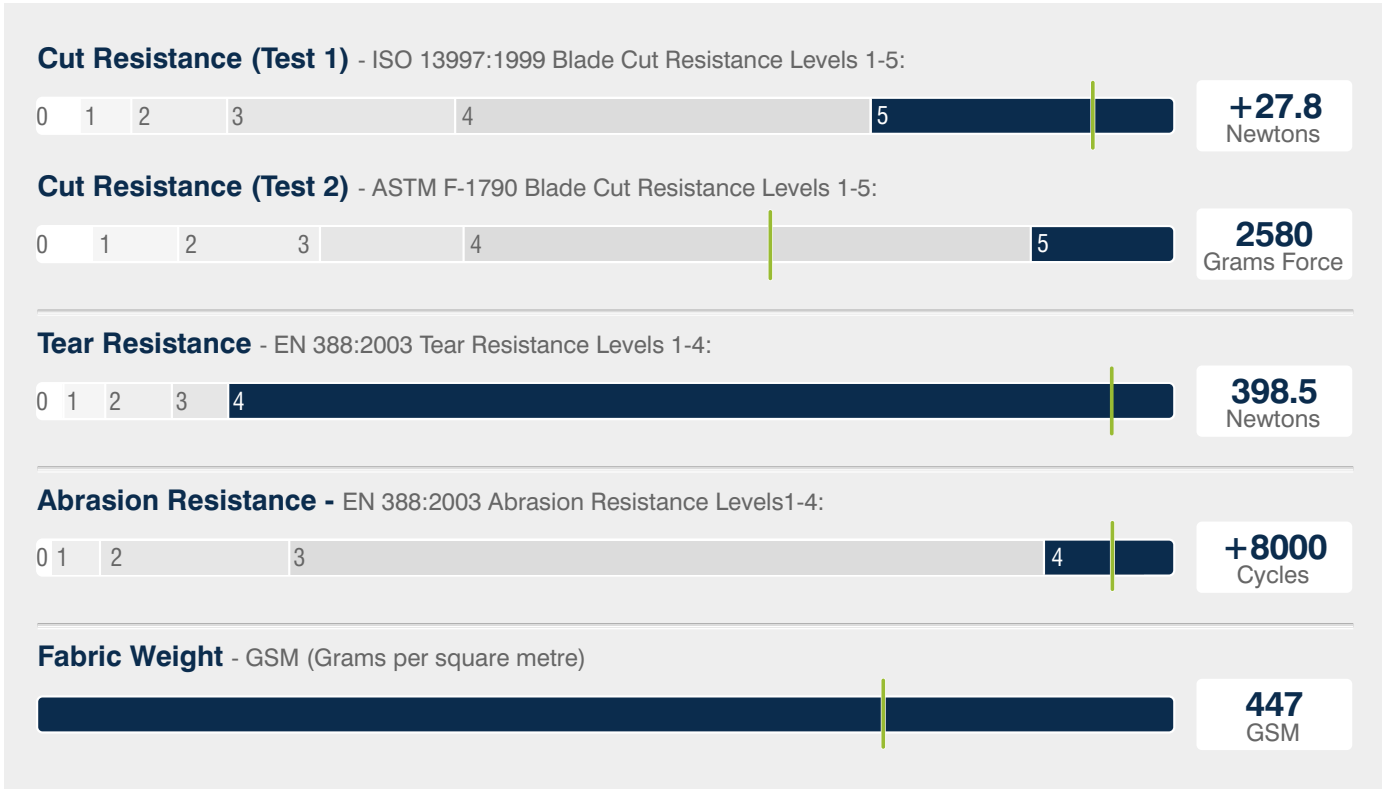 Cut Resistance (Test 1) - ISO 13997:1999 Blade Cut Resistance Levels 1-5:
0 1 2 3 4 5
+27.8
Newtons
Cut Resistance (Test 2) - ASTM F-1790 Blade Cut Resistance Levels 1-5:
0 1 2 3 4 5
2580
Grams Force
Tear Resistance - EN 388:2003 Tear Resistance Levels 1-4:
0 1 2 3 4
398.5
Newtons
Abrasion Resistance - EN 388:2003 Abrasion Resistance Levels1-4:
0 1 2 3 4
+8000
Cycles
Fabric Weight - GSM (Grams per square metre)
447
GSM